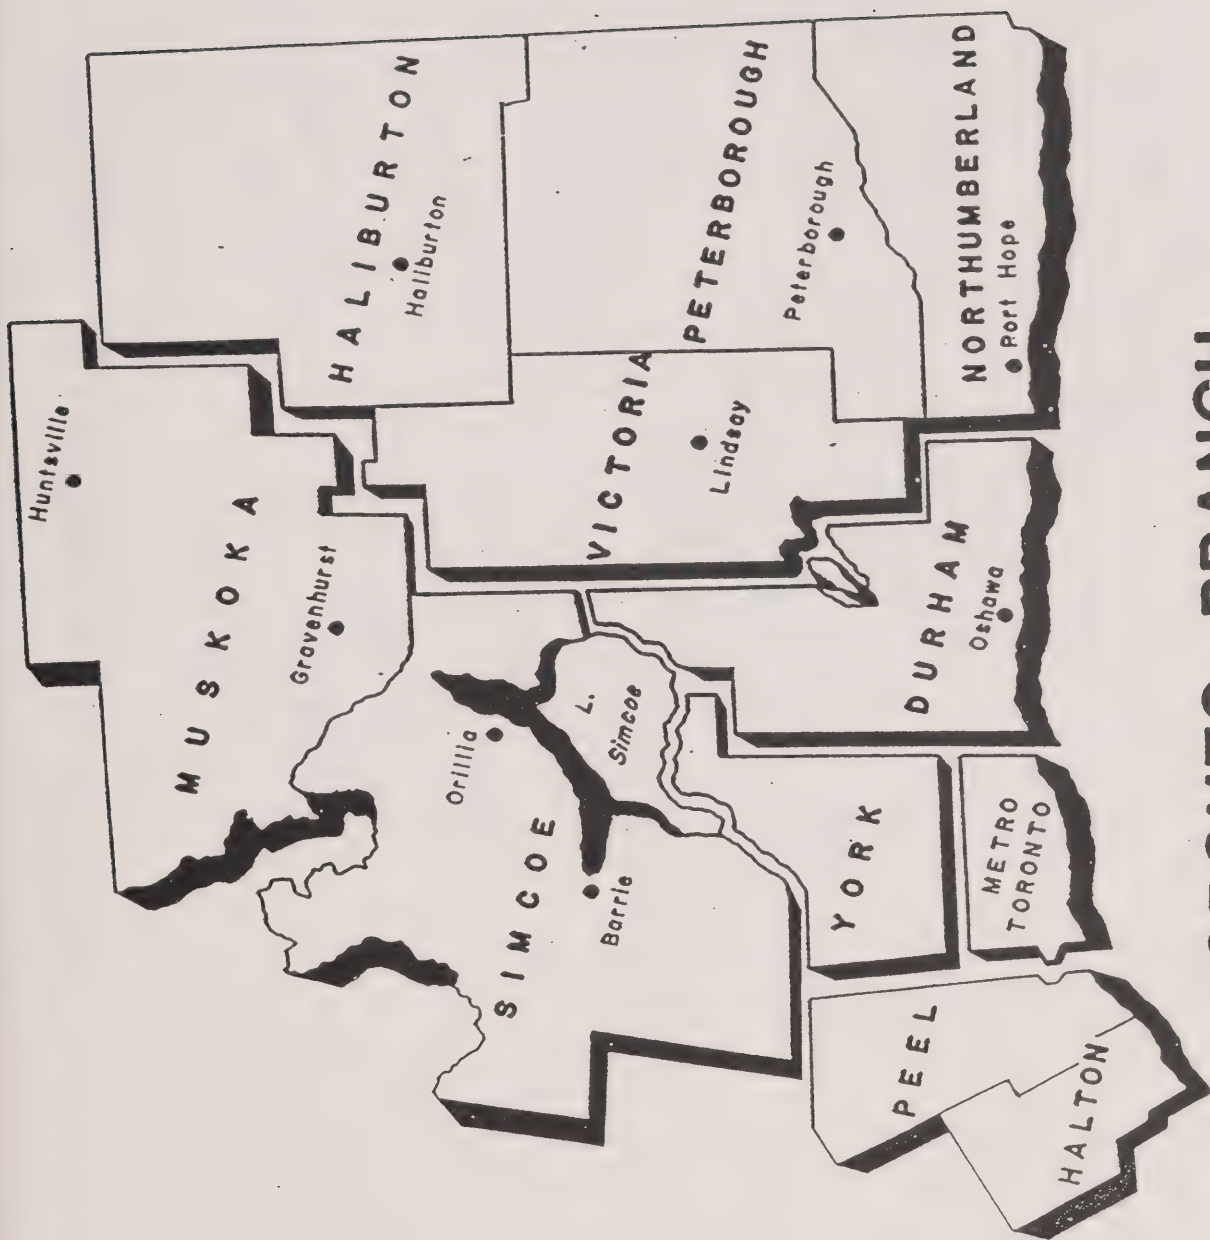 Huntsville
MUSKOKA
Gravenhurst
HALIBURTON
Haliburton
Orillia
SIMCOE
Barrie
L.
Simcoe
VICTORIA
Lindsay
PETERBOROUGH
Peterborough
NORTHUMBERLAND
Port Hope
DURHAM
Oshawa
YORK
METRO
TORONTO
PEEL
HALTON